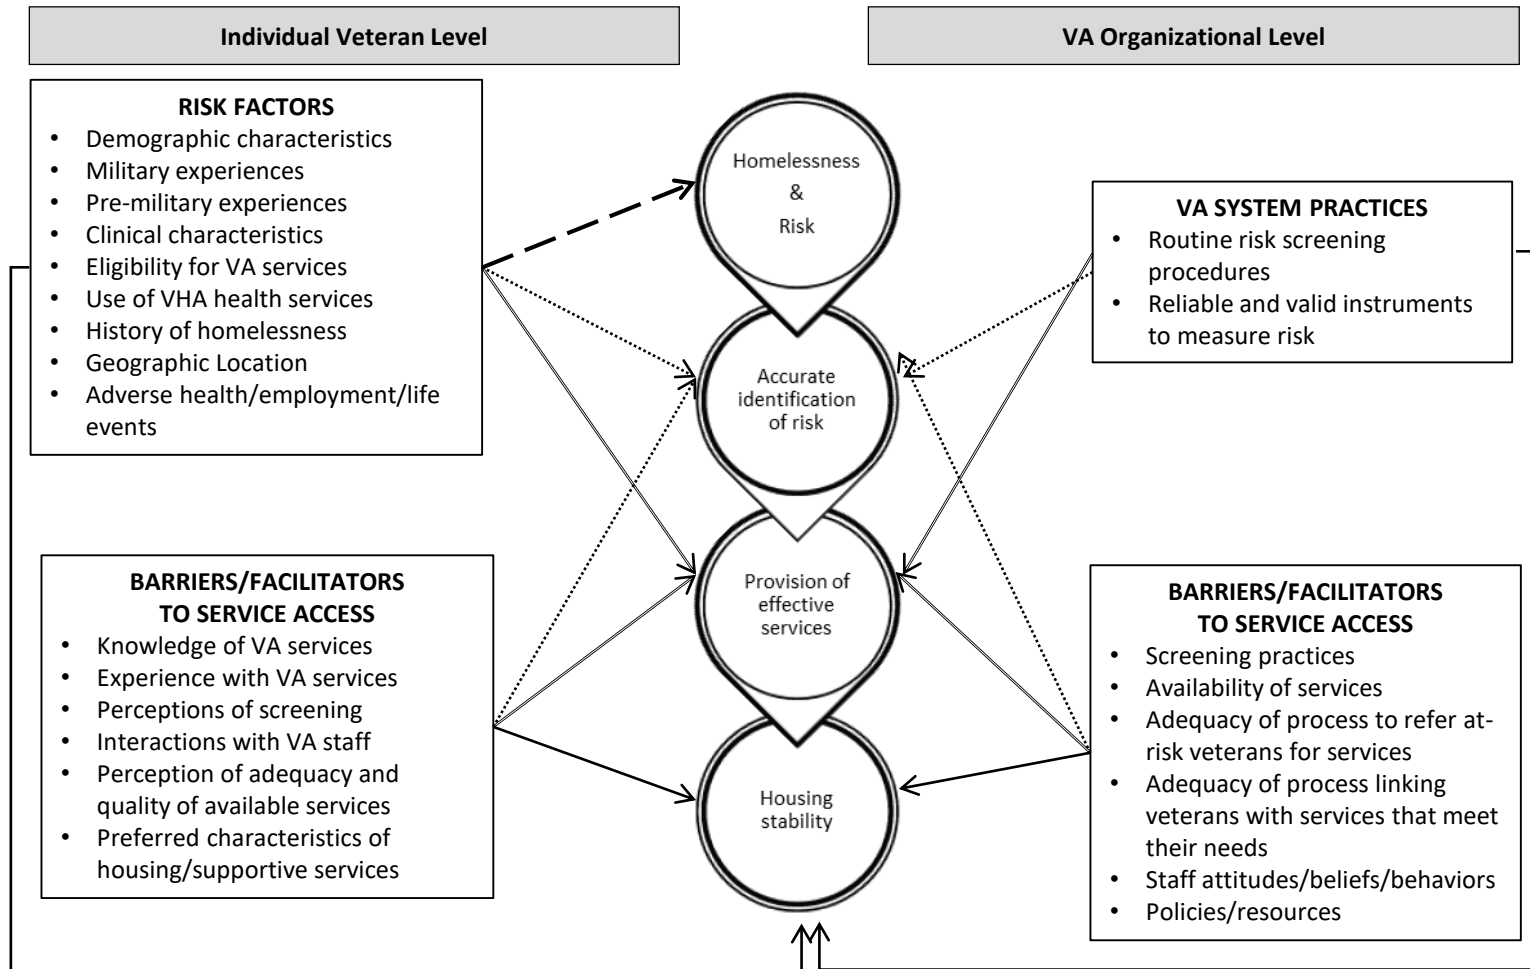 Individual Veteran Level
VA Organizational Level
RISK FACTORS
• Demographic characteristics
• Military experiences
• Pre-military experiences
• Clinical characteristics
• Eligibility for VA services
• Use of VHA health services
• History of homelessness
• Geographic Location
• Adverse health/employment/life
events
BARRIERS/FACILITATORS
TO SERVICE ACCESS
• Knowledge of VA services
• Experience with VA services
• Perceptions of screening
• Interactions with VA staff
• Perception of adequacy and
quality of available services
• Preferred characteristics of
housing/supportive services
Homelessness
&
Risk
Accurate
identification
of risk
Provision of
effective
services
Housing
stability
VA SYSTEM PRACTICES
• Routine risk screening
procedures
• Reliable and valid instruments
to measure risk
BARRIERS/FACILITATORS
TO SERVICE ACCESS
• Screening practices
• Availability of services
• Adequacy of process to refer at-
risk veterans for services
• Adequacy of process linking
veterans with services that meet
their needs
• Staff attitudes/beliefs/behaviors
• Policies/resources